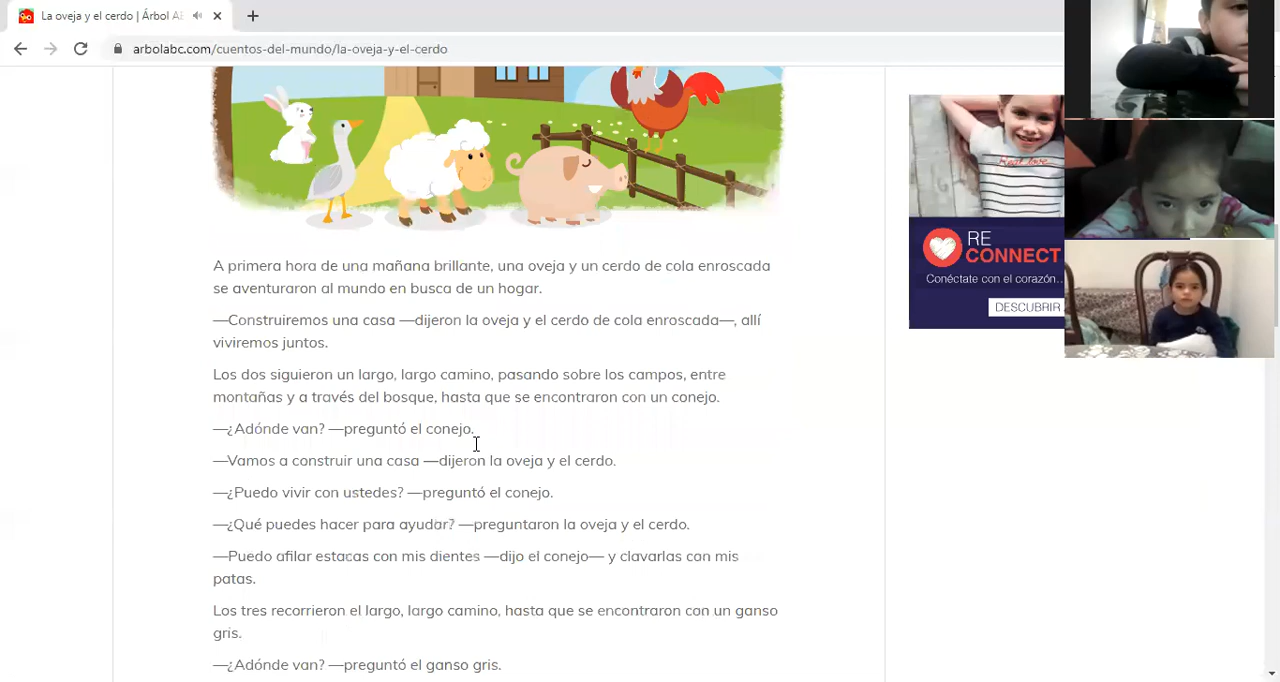 La oveja y el cerdo | Árbol AB
arbolabc.com/cuentos-del-mundo/la-oveja-y-el-cerdo
A primera hora de una mañana brillante, una oveja y un cerdo de cola enroscada
se aventuraron al mundo en busca de un hogar.
—Construiremos una casa —dijeron la oveja y el cerdo de cola enroscada—, allí
viviremos juntos.
Los dos siguieron un largo, largo camino, pasando sobre los campos, entre
montañas y a través del bosque, hasta que se encontraron con un conejo.
—¿Adónde van? —preguntó el conejo.
—Vamos a construir una casa —dijeron la oveja y el cerdo.
—¿Puedo vivir con ustedes? —preguntó el conejo.
—¿Qué puedes hacer para ayudar? —preguntaron la oveja y el cerdo.
—Puedo afilar estacas con mis dientes —dijo el conejo— y clavarlas con mis
patas.
Los tres recorrieron el largo, largo camino, hasta que se encontraron con un ganso
gris.
—¿Adónde van? —preguntó el ganso gris.
Real love
RE
CONNECT
Conéctate con el corazón...
DESCUBRIR